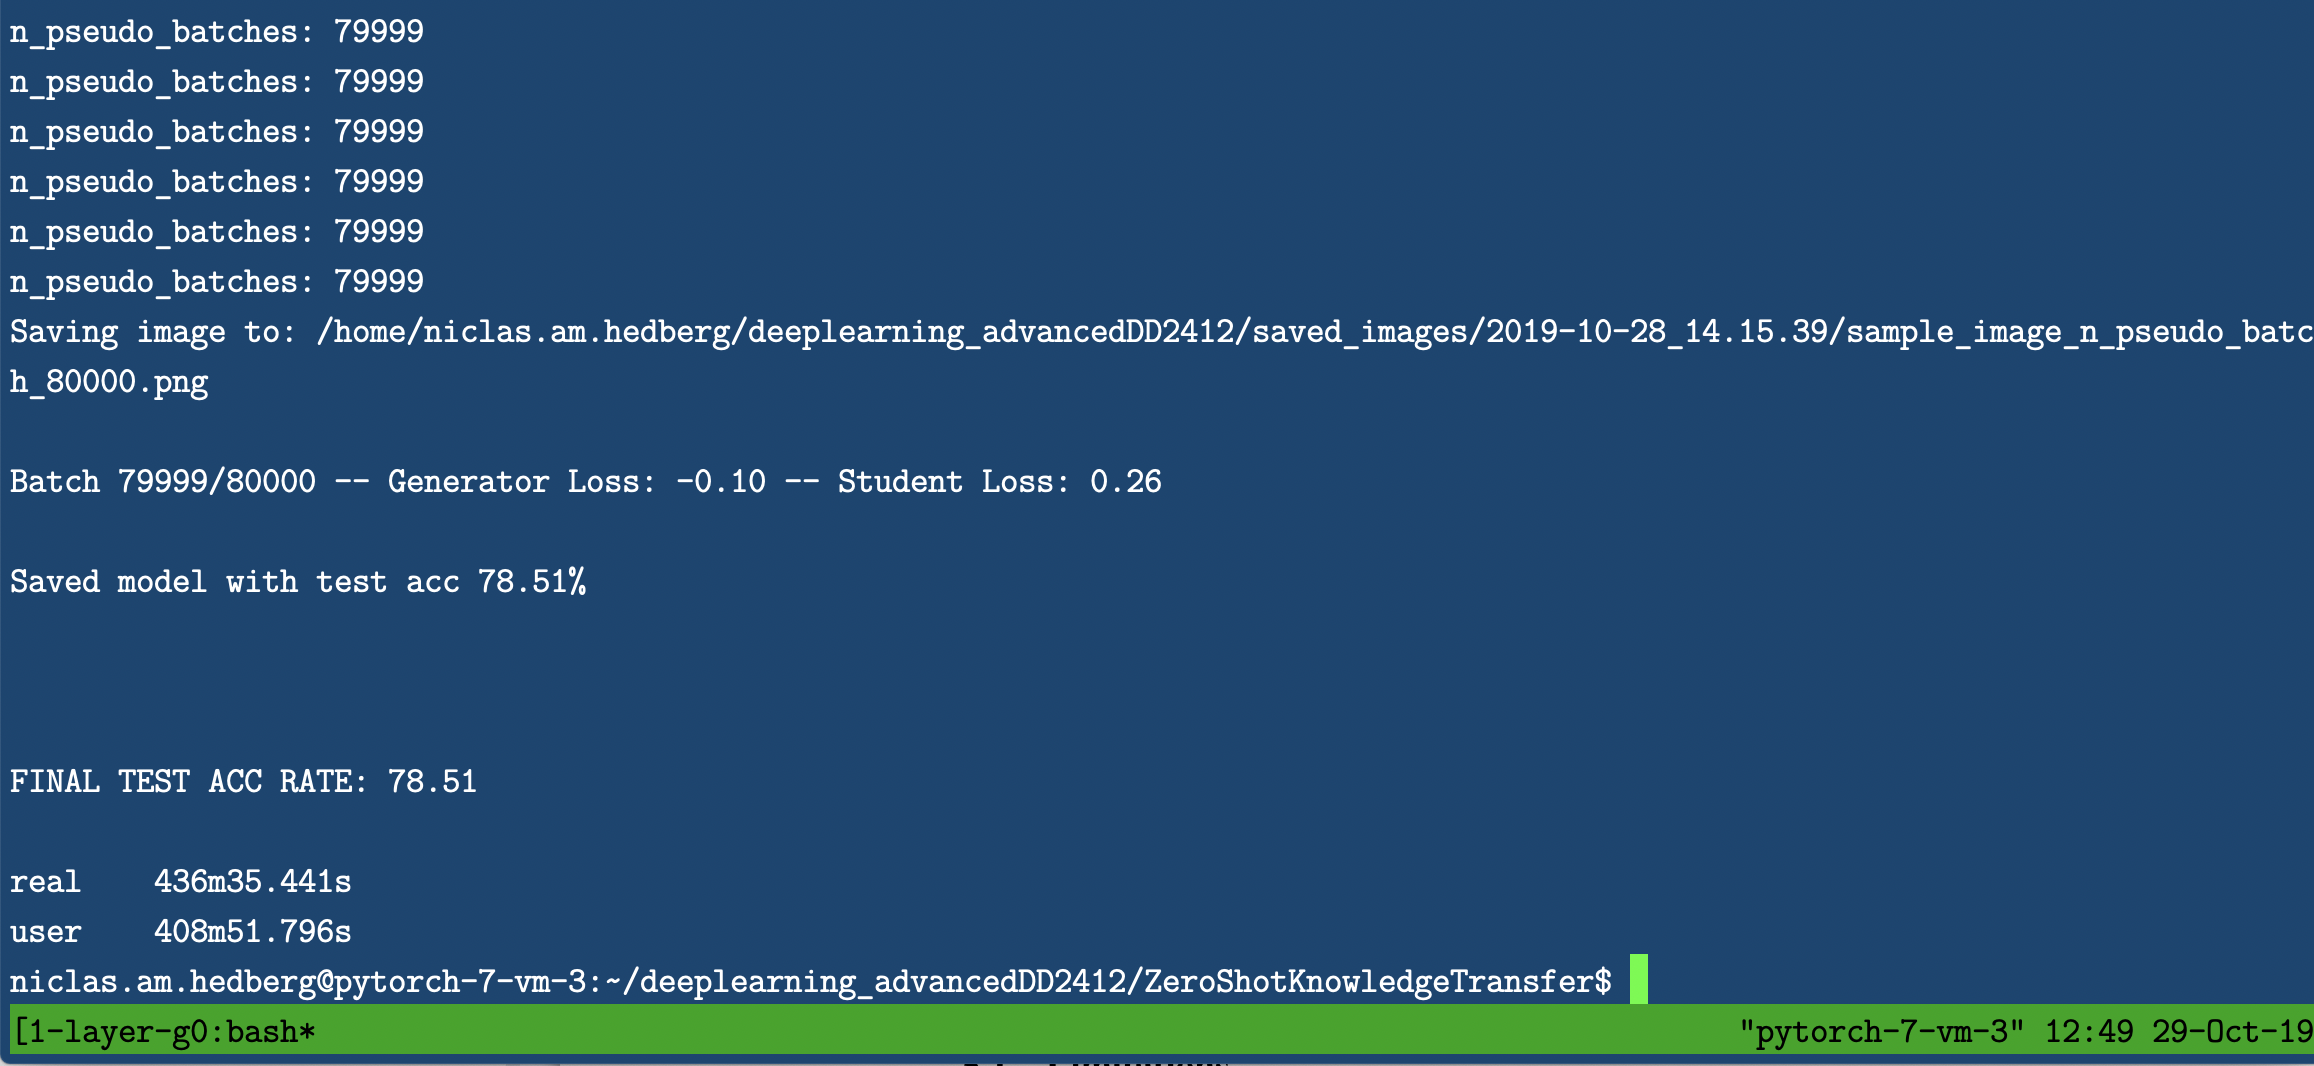 n_pseudo_batches: 79999
n_pseudo_batches: 79999
n_pseudo_batches: 79999
n_pseudo_batches: 79999
n_pseudo_batches: 79999
n_pseudo_batches: 79999
Saving image to: /home/niclas.am.hedberg/deeplearning_advancedDD2412/saved_images/2019-10-28_14.15.39/sample_image_n_pseudo_batc
h_80000.png
Batch 79999/80000 -- Generator Loss: -0.10 -- Student Loss: 0.26
Saved model with test acc 78.51%
FINAL TEST ACC RATE: 78.51
real    436m35.441s
user    408m51.796s
niclas.am.hedberg@pytorch-7-vm-3:~/deeplearning_advancedDD2412/ZeroShotKnowledgeTransfer$
[1-layer-g0:bash* "pytorch-7-vm-3" 12:49 29-Oct-19